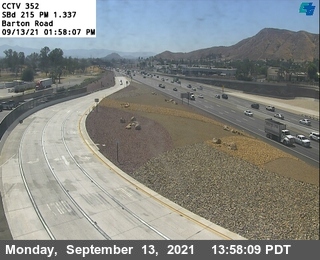 CCTV 352
SBd 215 PM 1.337
Barton Road
09/13/21 01:58:07 PM
Monday, September 13, 2021 13:58:09 PDT